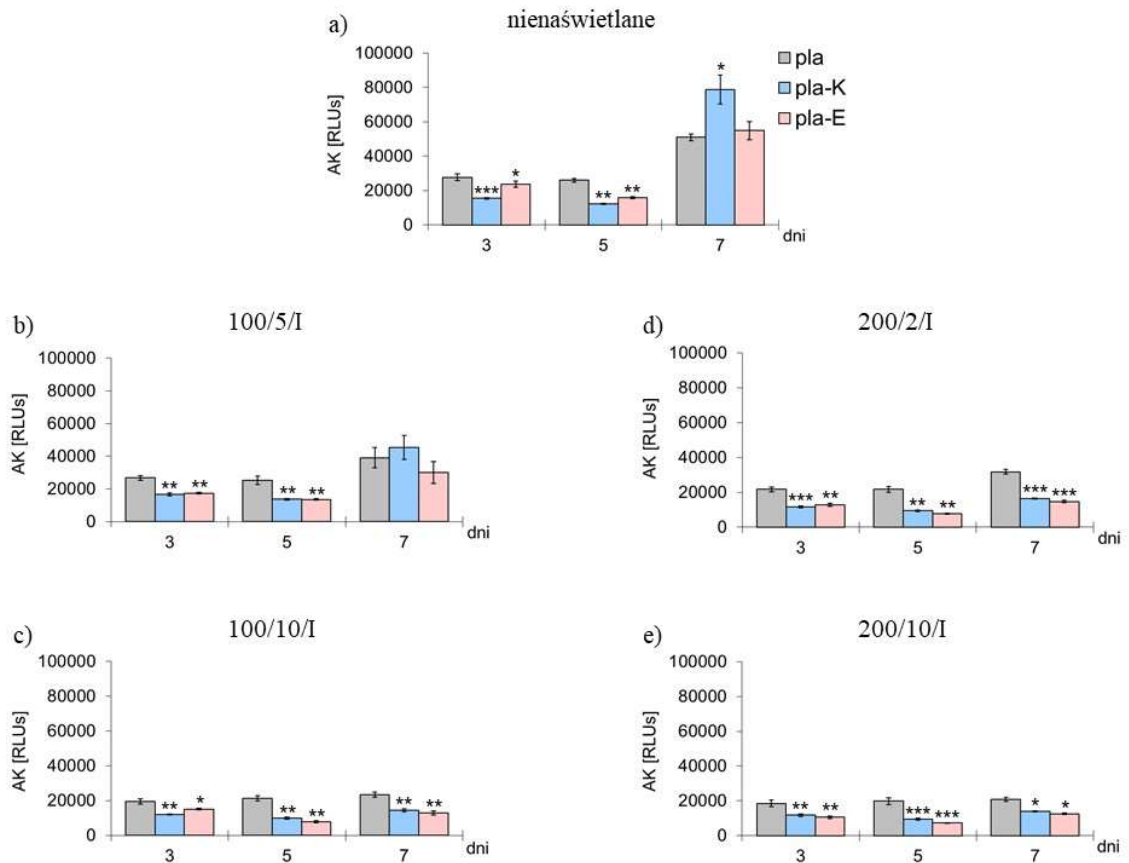 a) nienaświetlane
100000
80000
60000
40000
20000
0
AK [RLUs]
*** * ** ** *
3 5 7 dni
pla
pla-K
pla-E
b) 100/5/I
100000
80000
60000
40000
20000
0
AK [RLUs]
** ** ** **
3 5 7 dni
d) 200/2/I
100000
80000
60000
40000
20000
0
AK [RLUs]
*** ** ** ** *** ***
3 5 7 dni
c) 100/10/I
100000
80000
60000
40000
20000
0
AK [RLUs]
** * ** ** ** **
3 5 7 dni
e) 200/10/I
100000
80000
60000
40000
20000
0
AK [RLUs]
** ** *** *** * *
3 5 7 dni